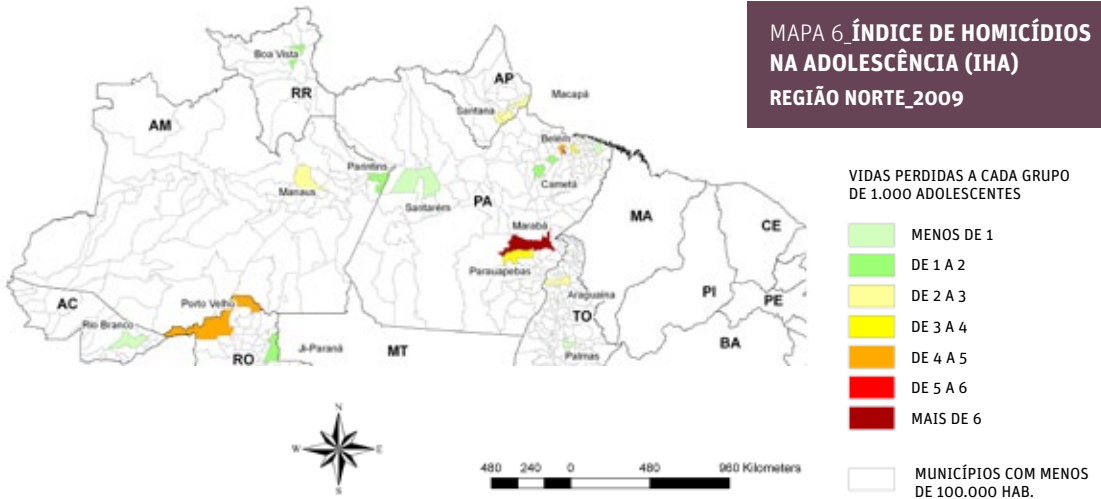 MAPA 6_ÍNDICE DE HOMICÍDIOS
NA ADOLESCÊNCIA (IHA)
REGIÃO NORTE_2009
Boa Vista
RR
AP
Macapá
Santana
AM
Belém
Parintins
Manaus
Cametá
Santarém
PA
MA
CE
Marabá
Parauapebas
Araguaina
PI
PE
AC
Porto Velho
TO
Rio Branco
BA
Ji-Paraná
MT
RO
Palmas
VIDAS PERDIDAS A CADA GRUPO
DE 1.000 ADOLESCENTES
MENOS DE 1
DE 1 A 2
DE 2 A 3
DE 3 A 4
DE 4 A 5
DE 5 A 6
MAIS DE 6
MUNICÍPIOS COM MENOS
DE 100.000 HAB.
N
W
E
S
480 240 0 480 960 Kilometers